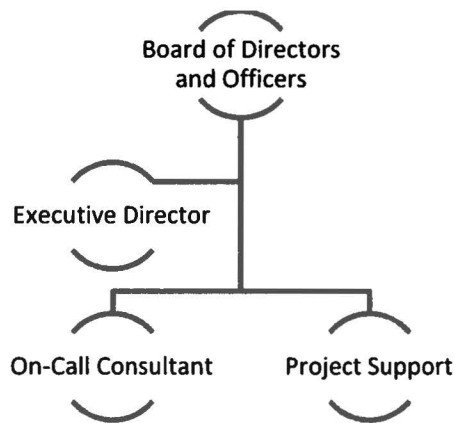 Board of Directors
and Officers
Executive Director
On-Call Consultant
Project Support